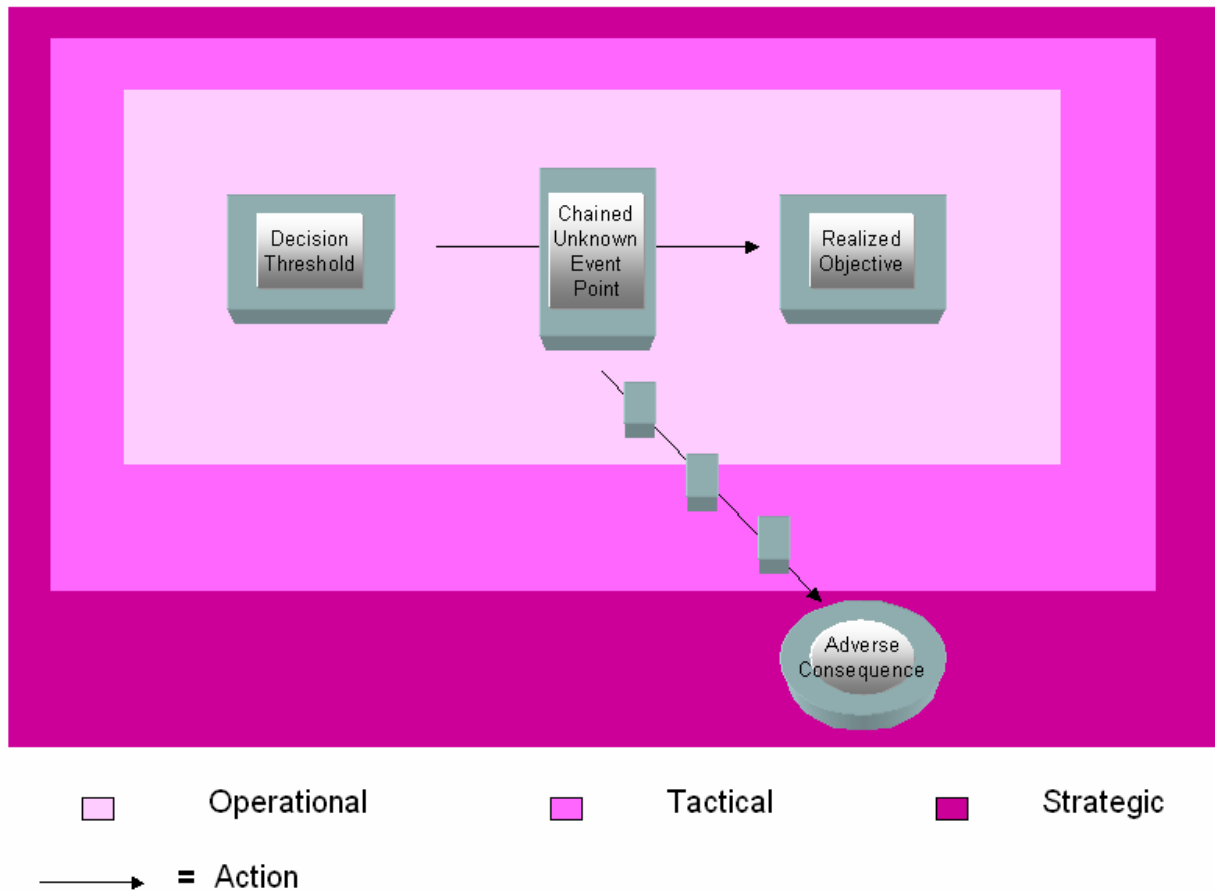 Decision
Threshold
Chained
Unknown
Event
Point
Realized
Objective
Adverse
Consequence
Operational
Tactical
Strategic
= Action